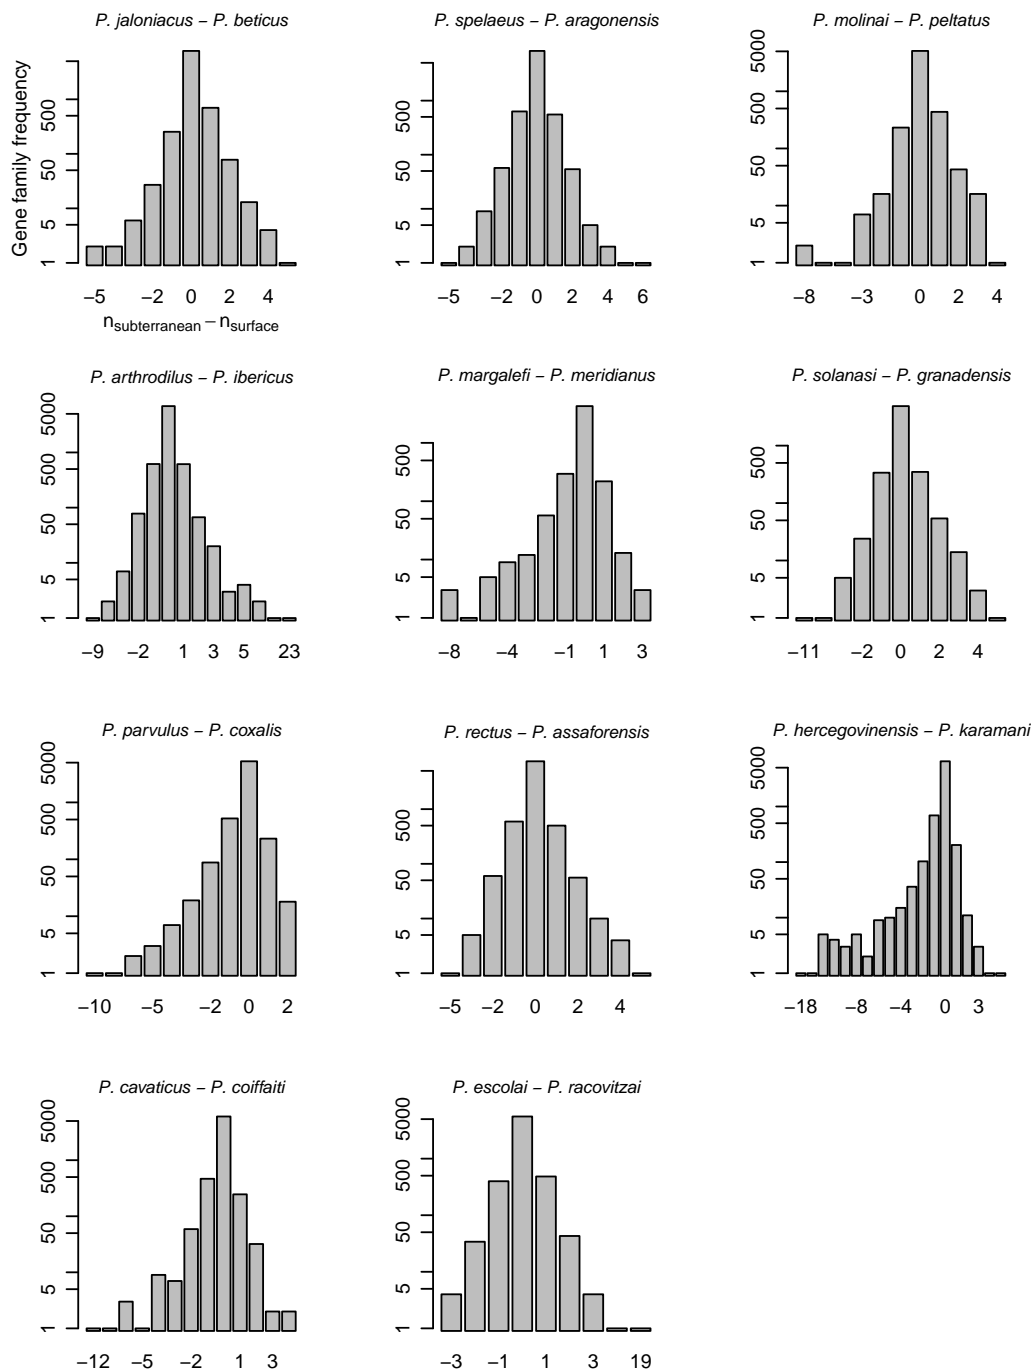 P. jaloniacus − P. beticus
Gene family frequency
500
50
5
1
−5 −2 0 2 4
nsubterranean − nsurface
P. spelaeus − P. aragonensis
500
50
5
1
−5 −2 0 2 4 6
P. molinai − P. peltatus
5000
500
50
5
1
−8 −3 0 2 4
P. arthrodilus − P. ibericus
5000
500
50
5
1
−9 −2 1 3 5 23
P. margalefi − P. meridianus
500
50
5
1
−8 −4 −1 1 3
P. solanasi − P. granadensis
500
50
5
1
−11 −2 0 2 4
P. parvulus − P. coxalis
5000
500
50
5
1
−10 −5 −2 0 2
P. rectus − P. assaforensis
500
50
5
1
−5 −2 0 2 4
P. hercegovinensis − P. karamani
5000
500
50
5
1
−18 −8 −4 0 3
P. cavaticus − P. coiffaiti
5000
500
50
5
1
−12 −5 −2 1 3
P. escolai − P. racovitzai
5000
500
50
5
1
−3 −1 1 3 19